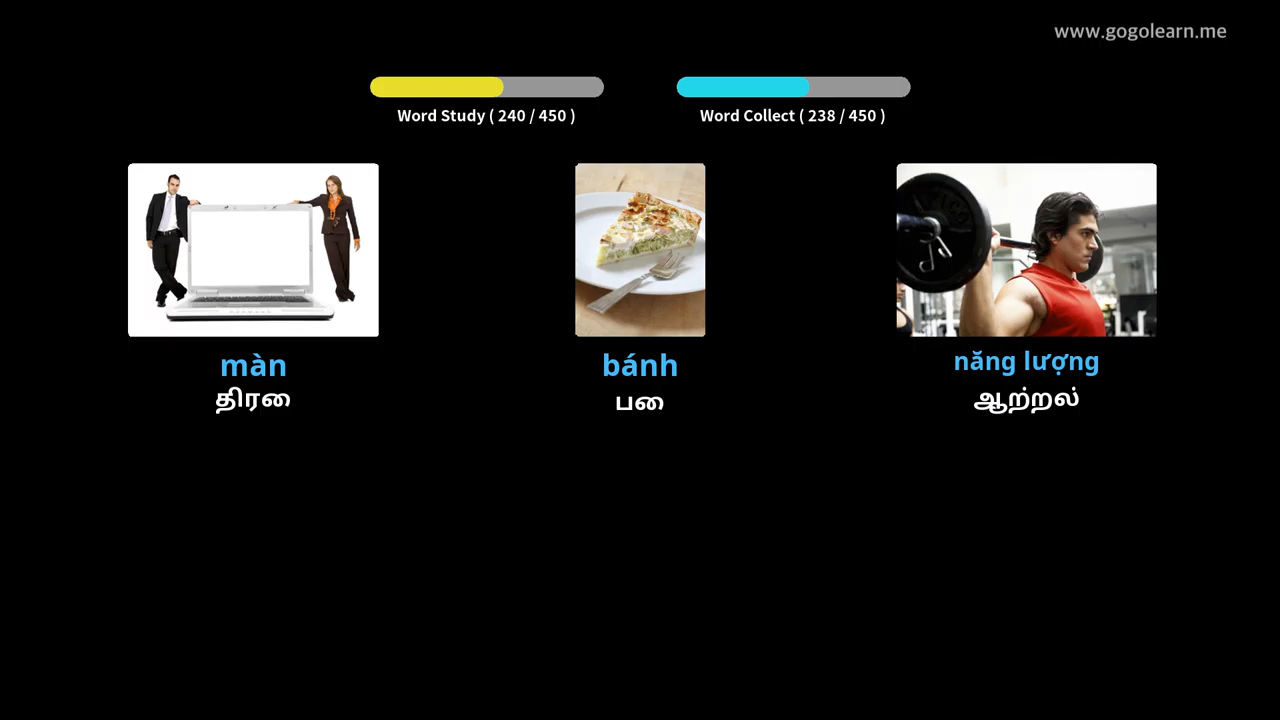 www.gogolearn.me
Word Study ( 240 / 450 )
Word Collect ( 238 / 450 )
màn
bánh
năng lượng
திரை
பை
ஆற்றல்